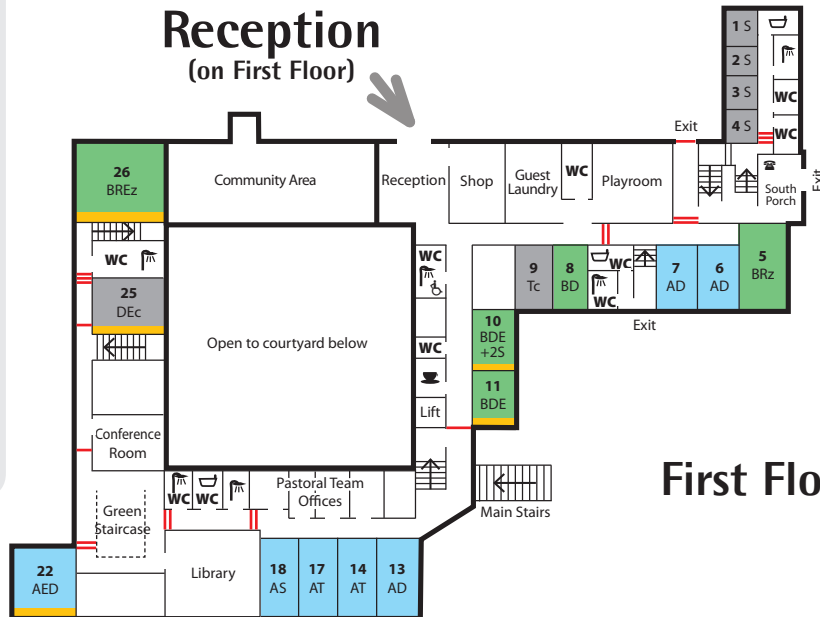 Reception
(on First Floor)
1 S
2 S
3 S
4 S
WC
WC
Exit
Exit
South
Porch
26
BREz
Community Area
Reception
Shop
Guest
Laundry
WC
Playroom
WC
25
DEc
Open to courtyard below
WC
WC
Lift
9
Tc
8
BD
WC
WC
7
AD
6
AD
5
BRz
Exit
10
BDE
+2S
11
BDE
Conference
Room
WC
WC
Pastoral Team
Offices
Main Stairs
First Flo
Green
Staircase
22
AED
Library
18
AS
17
AT
14
AT
13
AD